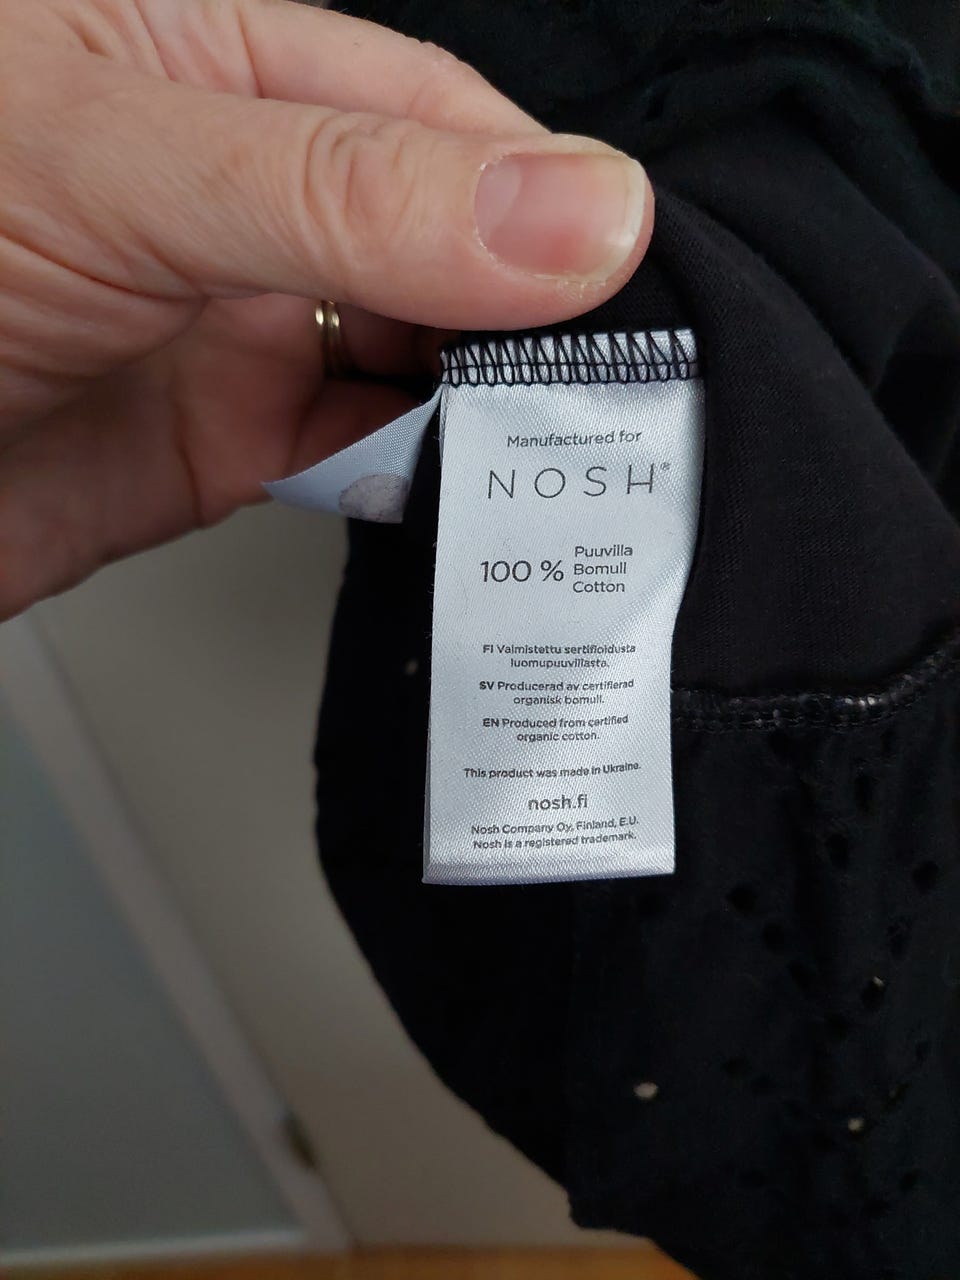 Manufactured for
NOSH®
100 % Puuvilla
Bomull
Cotton
FI Valmistettu sertifioidusta
luomupuuvillasta.
SV Producerad av certifierad
organisk bomull.
EN Produced from certified
organic cotton.
This product was made in Ukraine.
nosh.fi
Nosh Company Oy, Finland, E.U.
Nosh is a registered trademark.